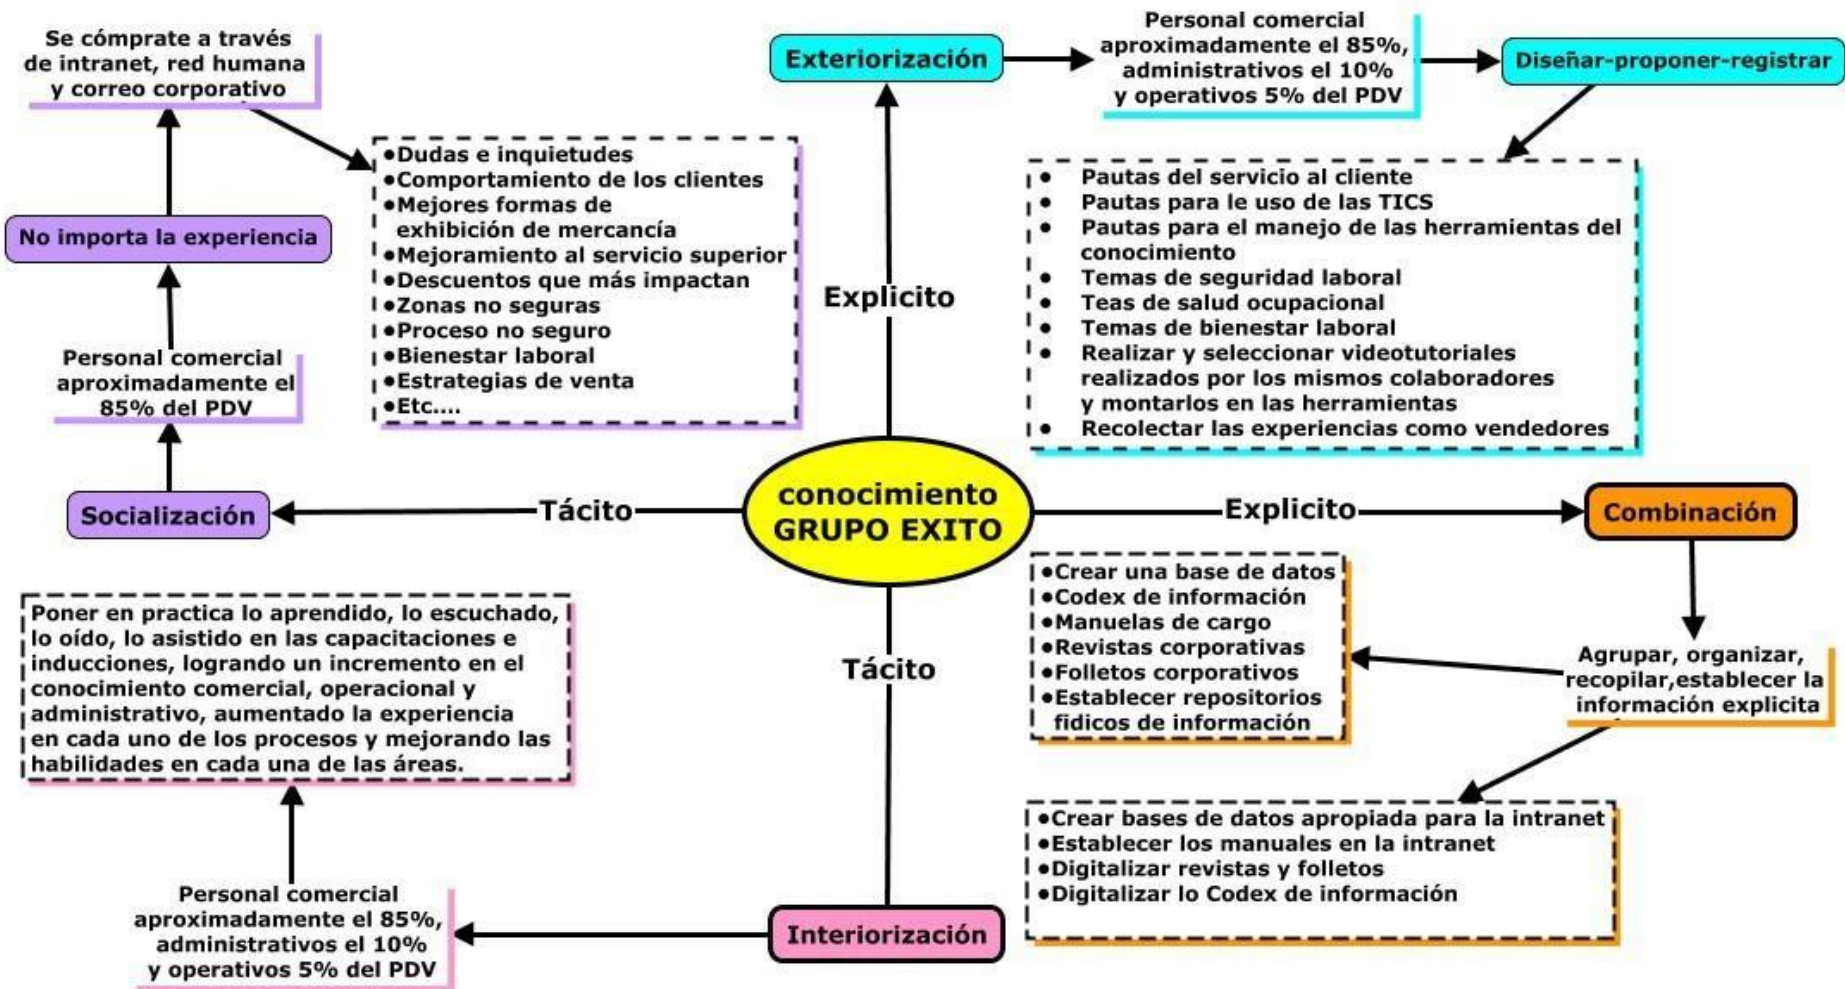 Se cómprate a través
de intranet, red humana
y correo corporativo
No importa la experiencia
Personal comercial
aproximadamente el
85% del PDV
Socialización
●Dudas e inquietudes
●Comportamiento de los clientes
●Mejores formas de
exhibición de mercancía
●Mejoramiento al servicio superior
●Descuentos que más impactan
●Zonas no seguras
●Proceso no seguro
●Bienestar laboral
●Estrategias de venta
●Etc....
Exteriorización
Personal comercial
aproximadamente el 85%,
administrativos el 10%
y operativos 5% del PDV
Diseñar-proponer-registrar
● Pautas del servicio al cliente
● Pautas para le uso de las TICS
● Pautas para el manejo de las herramientas del
conocimiento
● Temas de seguridad laboral
● Teas de salud ocupacional
● Temas de bienestar laboral
● Realizar y seleccionar videotutoriales
realizados por los mismos colaboradores
y montarlos en las herramientas
● Recolectar las experiencias como vendedores
Explicito
Tácito
conocimiento
GRUPO EXITO
Explicito
Combinación
Tácito
●Crear una base de datos
●Codex de información
●Manuelas de cargo
●Revistas corporativas
●Folletos corporativos
●Establecer repositorios
fidicos de información
Agrupar, organizar,
recopilar,establecer la
información explicita
●Crear bases de datos apropiada para la intranet
●Establecer los manuales en la intranet
●Digitalizar revistas y folletos
●Digitalizar lo Codex de información
Poner en practica lo aprendido, lo escuchado,
lo oído, lo asistido en las capacitaciones e
inducciones, logrando un incremento en el
conocimiento comercial, operacional y
administrativo, aumentado la experiencia
en cada uno de los procesos y mejorando las
habilidades en cada una de las áreas.
Personal comercial
aproximadamente el 85%,
administrativos el 10%
y operativos 5% del PDV
Interiorización